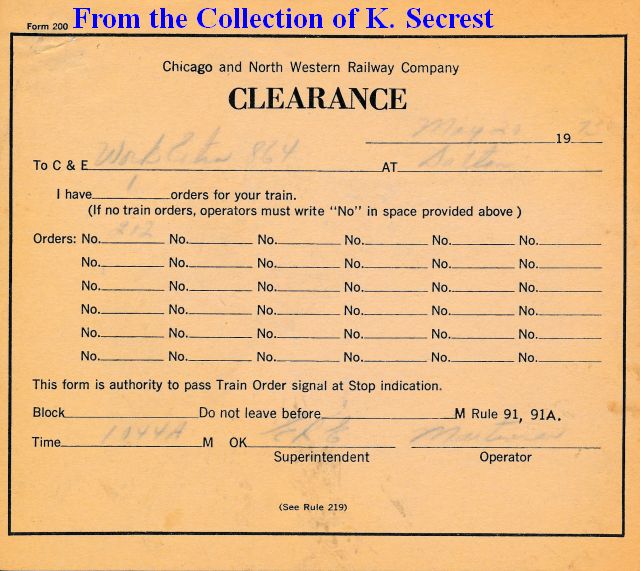 From the Collection of K. Secrest
Form 200
Chicago and North Western Railway Company
CLEARANCE
May 19
To C & E Work Extra 864 AT
I have 1 orders for your train.
(If no train orders, operators must write "No" in space provided above)
Orders: No. 212 No. No. No. No. No.
No. No. No. No. No. No.
No. No. No. No. No. No.
No. No. No. No. No. No.
No. No. No. No. No. No.
No. No. No. No. No. No.
This form is authority to pass Train Order signal at Stop indication.
Block Do not leave before M Rule 91, 91A.
Time 1044A M OK
Superintendent Operator
(See Rule 219)